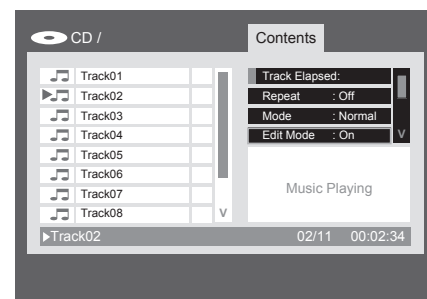 CD /
Contents
Track01
Track02
Track03
Track04
Track05
Track06
Track07
Track08
Track Elapsed:
Repeat : Off
Mode : Normal
Edit Mode : On
V
Music Playing
V
Track02 02/11 00:02:34